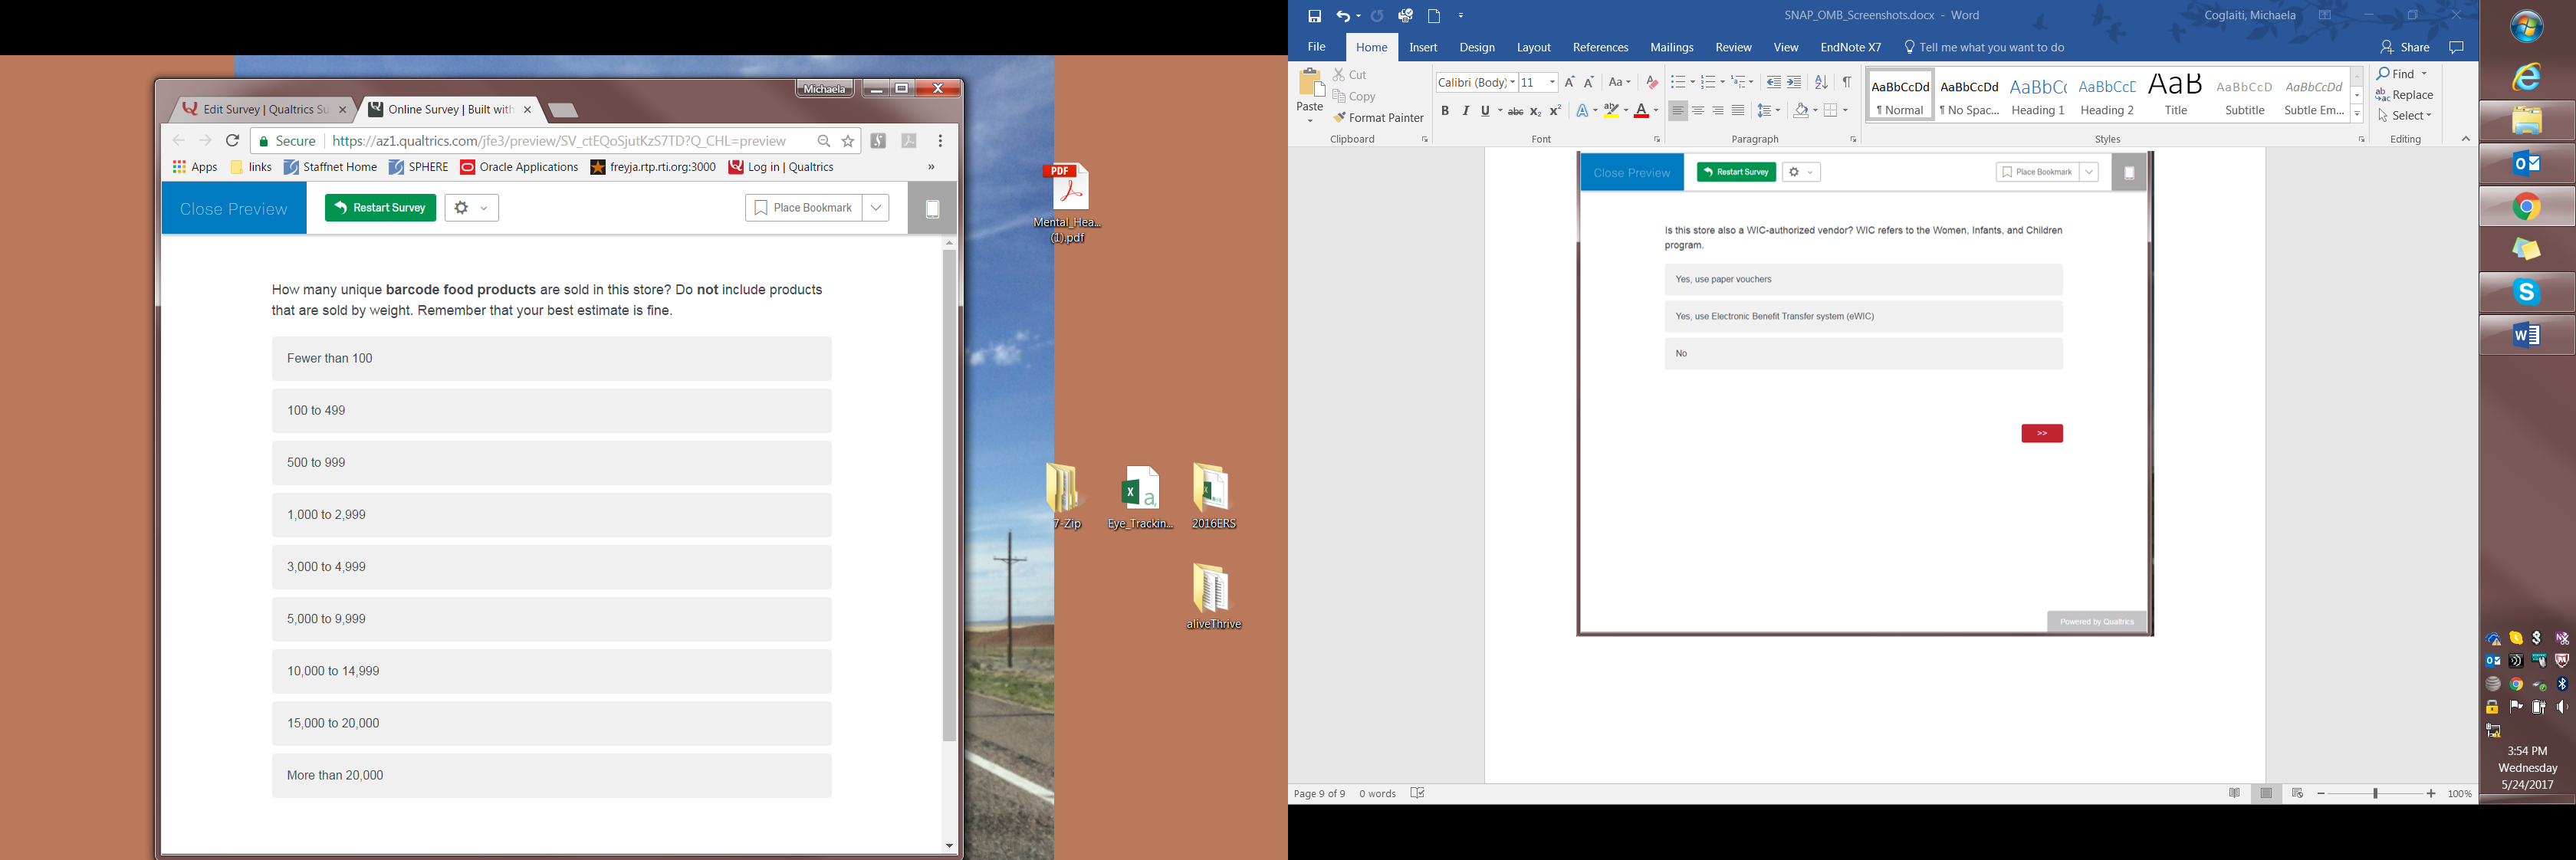 Michaela
Edit Survey | Qualtrics Su
Online Survey | Built with
Secure
https://az1.qualtrics.com/jfe3/preview/SV_ctEQoSjutKzS7TD?Q_CHL=preview
Apps
links
Staffnet Home
SPHERE
Oracle Applications
freyja.rtp.rti.org:3000
Log in | Qualtrics
»
Close Preview
Restart Survey
Place Bookmark
How many unique barcode food products are sold in this store? Do not include products
that are sold by weight. Remember that your best estimate is fine.
Fewer than 100
100 to 499
500 to 999
1,000 to 2,999
3,000 to 4,999
5,000 to 9,999
10,000 to 14,999
15,000 to 20,000
More than 20,000
PDF
Mental_Hea...
(1).pdf
7-Zip
Eye_Trackin...
2016ERS
aliveThrive
SNAP_OMB_Screenshots.docx - Word
Coglaiti, Michaela
File
Home
Insert
Design
Layout
References
Mailings
Review
View
EndNote X7
Tell me what you want to do
Share
Paste
Cut
Copy
Format Painter
Clipboard
Calibri (Body)
11
Aa
B I U abc X₂ X²
A
Font
Paragraph
AaBbCcDd
¶ Normal
AaBbCcDd
¶ No Spac...
AaBbCc
Heading 1
AaBbCcE
Heading 2
AaB
Title
AaBbCcD
Subtitle
AaBbCcDd
Subtle Em...
Styles
Find
Replace
Select
Editing
Close Preview
Restart Survey
Place Bookmark
Is this store also a WIC-authorized vendor? WIC refers to the Women, Infants, and Children
program.
Yes, use paper vouchers
Yes, use Electronic Benefit Transfer system (eWIC)
No
>>
Powered by Qualtrics
Page 9 of 9
0 words
100%
3:54 PM
Wednesday
5/24/2017